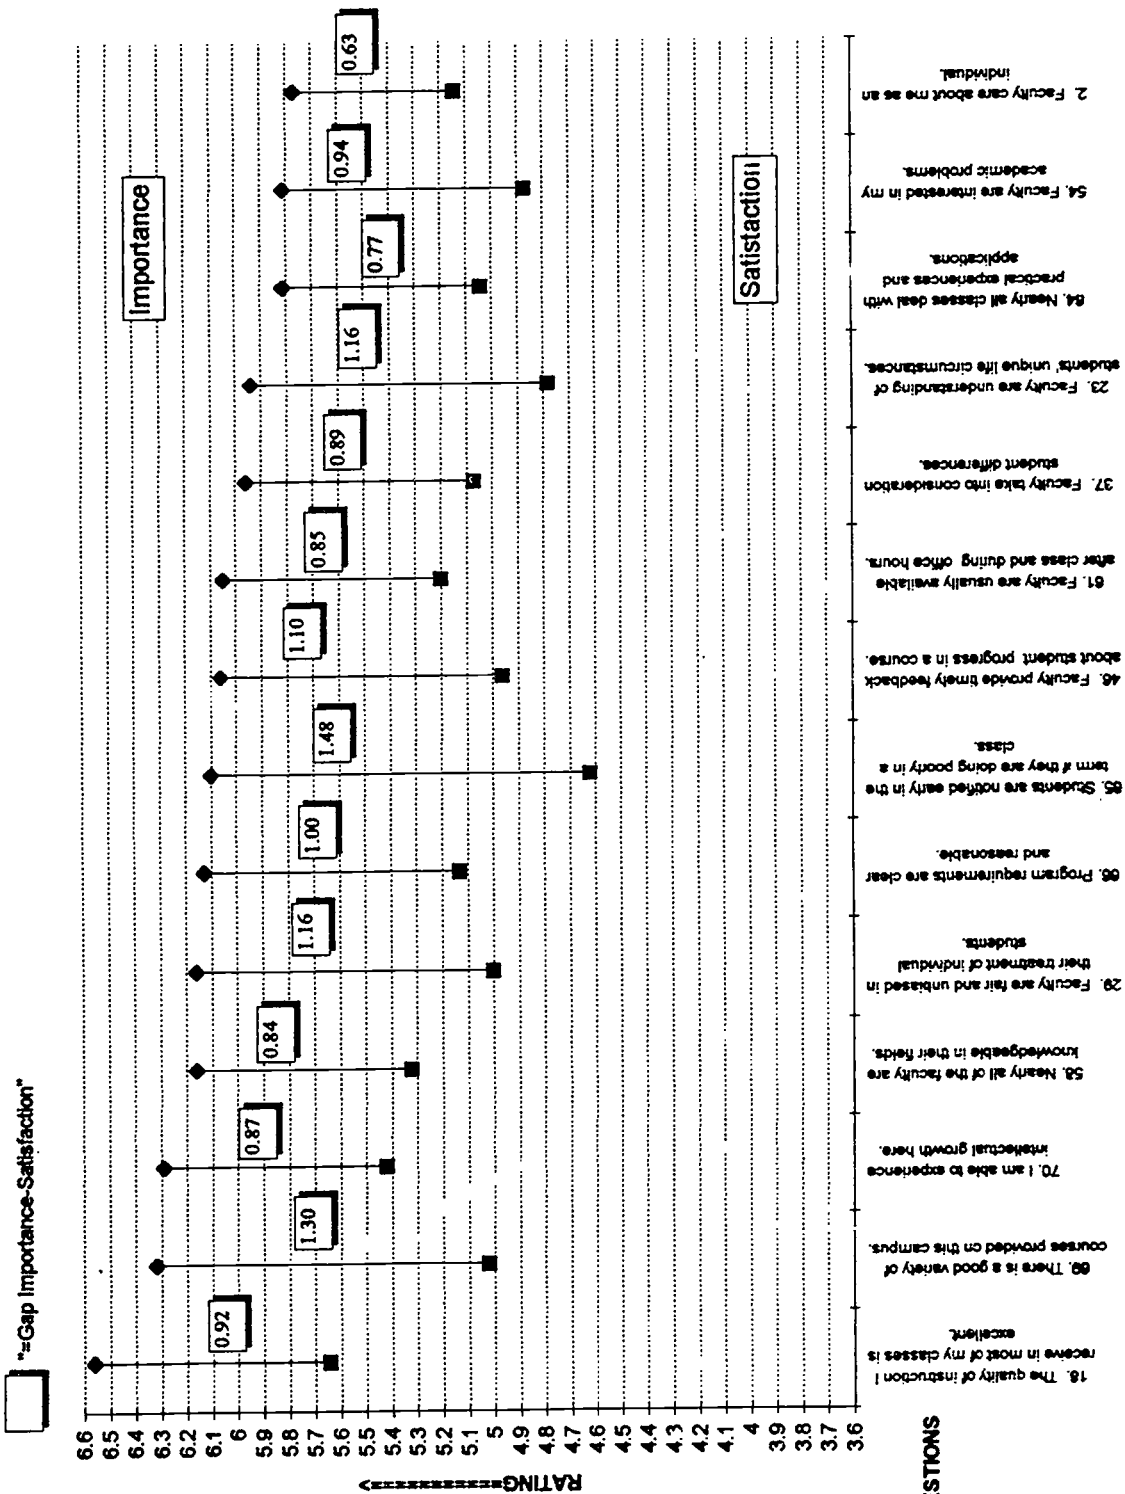 "=Gap Importance-Satisfaction"
Importance
Satistaction
RATING============>
6.6
6.5
6.4
6.3
6.2
6.1
6
5.9
5.8
5.7
5.6
5.5
5.4
5.3
5.2
5.1
5
4.9
4.8
4.7
4.6
4.5
4.4
4.3
4.2
4.1
4
3.9
3.8
3.7
3.6
0.92
1.30
0.87
0.84
1.16
1.00
1.48
1.10
0.85
0.89
1.16
0.77
0.94
0.63
18. The quality of instruction I
receive in most of my classes is
excellent.
69. There is a good variety of
courses provided on this campus.
70. I am able to experience
intellectual growth here.
58. Nearly all of the faculty are
knowledgeable in their fields.
29. Faculty are fair and unbiased in
their treatment of individual
students.
66. Program requirements are clear
and reasonable.
65. Students are notified early in the
term if they are doing poorly in a
class.
46. Faculty provide timely feedback
about student progress in a course.
61. Faculty are usually available
after class and during office hours.
37. Faculty take into consideration
student differences.
23. Faculty are understanding of
students' unique life circumstances.
64. Nearly all classes deal with
practical experiences and
applications.
54. Faculty are interested in my
academic problems.
2. Faculty care about me as an
individual.
STIONS